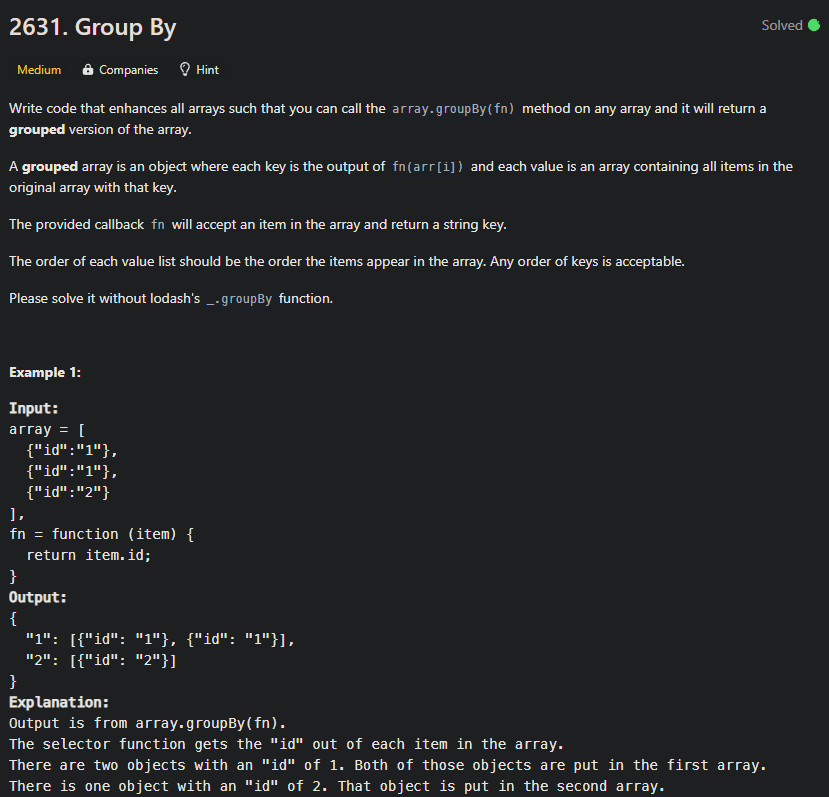 2631. Group By
Solved
Medium Companies Hint
Write code that enhances all arrays such that you can call the array.groupBy(fn) method on any array and it will return a
grouped version of the array.
A grouped array is an object where each key is the output of fn(arr[i]) and each value is an array containing all items in the
original array with that key.
The provided callback fn will accept an item in the array and return a string key.
The order of each value list should be the order the items appear in the array. Any order of keys is acceptable.
Please solve it without lodash's _.groupBy function.
Example 1:
Input:
array = [
  {"id":"1"},
  {"id":"1"},
  {"id":"2"}
],
fn = function (item) {
  return item.id;
}
Output:
{
  "1": [{"id": "1"}, {"id": "1"}],
  "2": [{"id": "2"}]
}
Explanation:
Output is from array.groupBy(fn).
The selector function gets the "id" out of each item in the array.
There are two objects with an "id" of 1. Both of those objects are put in the first array.
There is one object with an "id" of 2. That object is put in the second array.